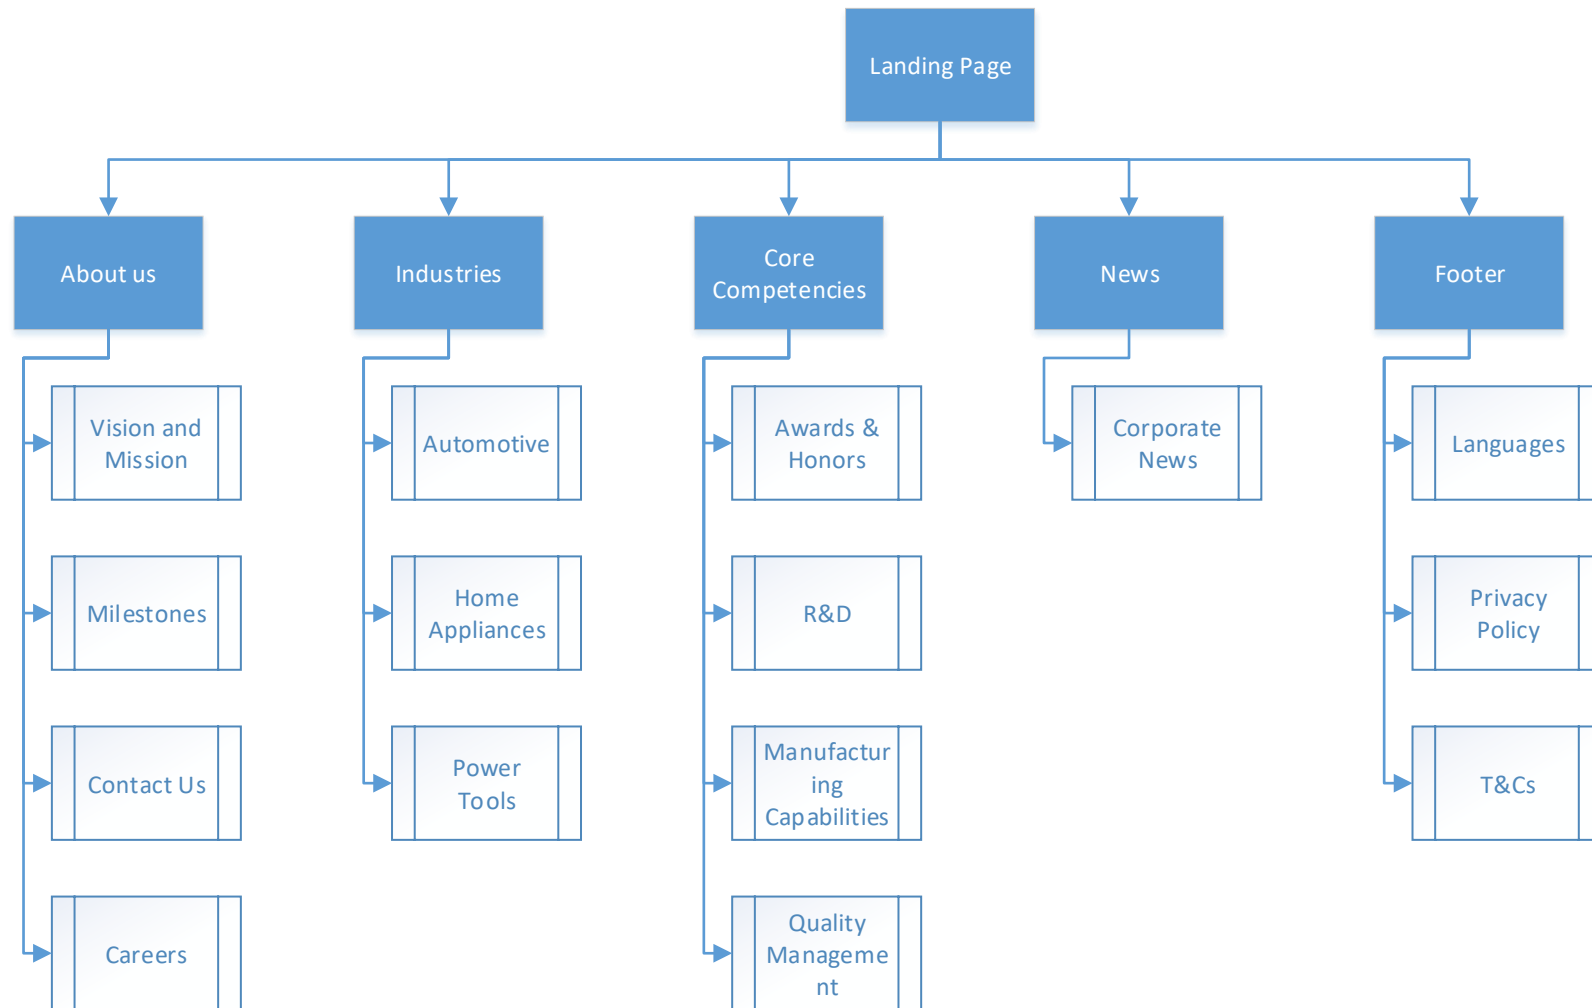 Landing Page
About us
Industries
Core
Competencies
News
Footer
Vision and
Mission
Automotive
Awards &
Honors
Corporate
News
Languages
Milestones
Home
Appliances
R&D
Privacy
Policy
Contact Us
Power
Tools
Manufactur
ing
Capabilities
T&Cs
Careers
Quality
Manageme
nt